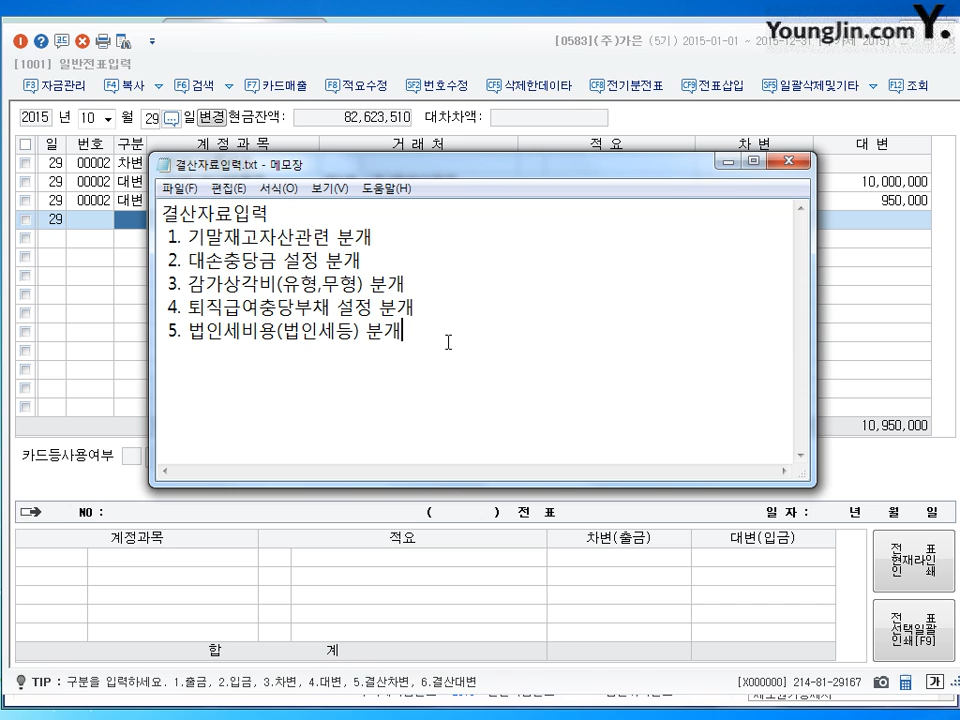 YoungJin.com Y.
[0583](주)가은 (5기) 2015-01-01 ~ 2015-12-31
[1001] 일반전표입력
F3 자금관리 F4 복사 F6 검색 F7 카드매출 F8 적요수정 SF2 번호수정 CF5 삭제한데이타 CF8 전기분전표 CF9 전표삽입 SF5 일괄삭제및기타 F12 조회
2015 년 10 월 29 일 변경 현금잔액: 82,623,510 대차차액:
일 번호 구분 계 정 과 목 거 래 처 적 요 차 변 대 변
29 00002 차변
29 00002 대변 10,000,000
29 00002 대변 950,000
29
결산자료입력.txt - 메모장
파일(F) 편집(E) 서식(O) 보기(V) 도움말(H)
결산자료입력
1. 기말재고자산관련 분개
2. 대손충당금 설정 분개
3. 감가상각비(유형,무형) 분개
4. 퇴직급여충당부채 설정 분개
5. 법인세비용(법인세등) 분개
10,950,000
카드등사용여부
NO : ( ) 전 표 일 자 : 년 월 일
계정과목 적요 차변(출금) 대변(입금)
전 표
현재라인
인 쇄
전 표
선택일괄
인쇄[F9]
합 계
TIP : 구분을 입력하세요. 1.출금, 2.입금, 3.차변, 4.대변, 5.결산차변, 6.결산대변
[X000000] 214-81-29167 가